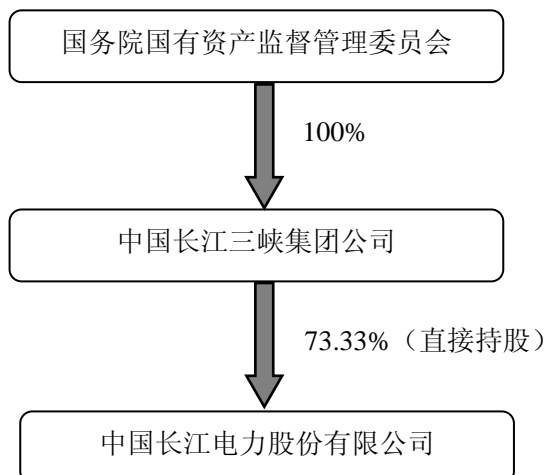 国务院国有资产监督管理委员会
100%
中国长江三峡集团公司
73.33%（直接持股）
中国长江电力股份有限公司